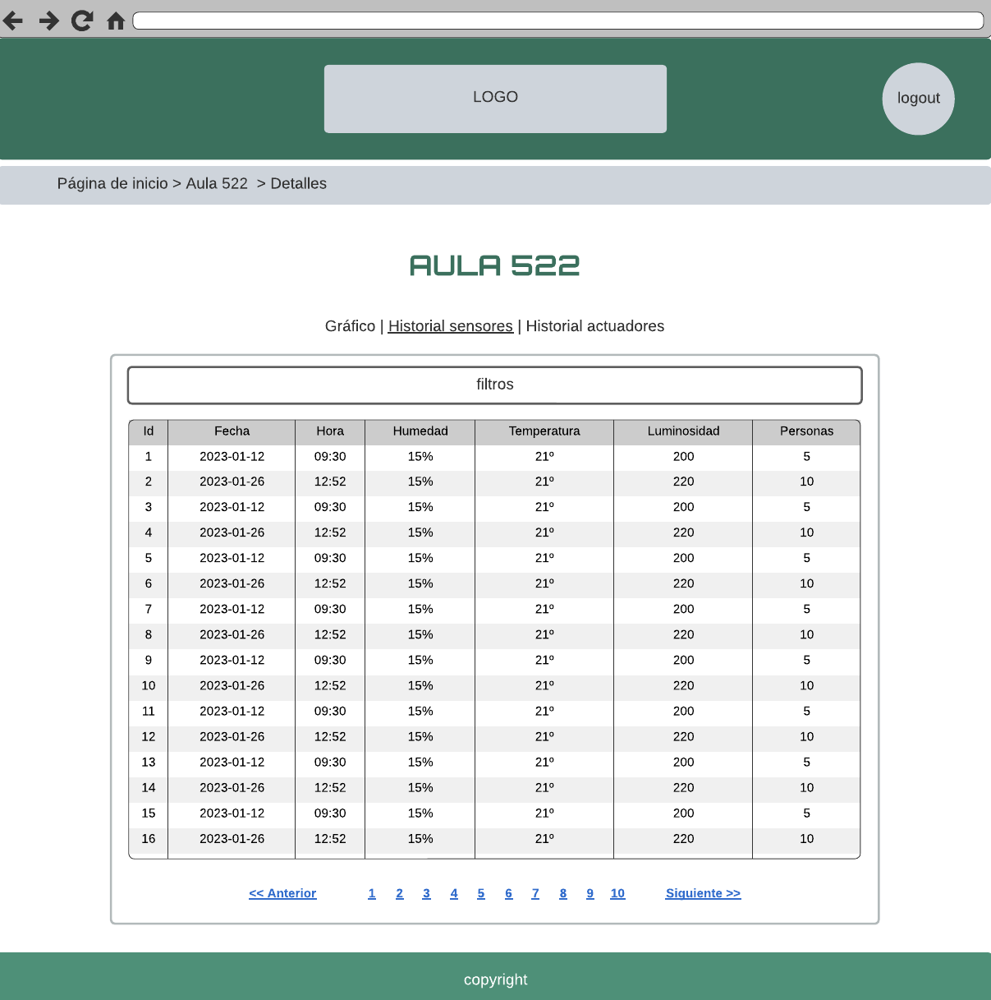 LOGO
logout
Página de inicio > Aula 522 > Detalles
AULA 522
Gráfico | Historial sensores | Historial actuadores
filtros
Id Fecha Hora Humedad Temperatura Luminosidad Personas
1 2023-01-12 09:30 15% 21º 200 5
2 2023-01-26 12:52 15% 21º 220 10
3 2023-01-12 09:30 15% 21º 200 5
4 2023-01-26 12:52 15% 21º 220 10
5 2023-01-12 09:30 15% 21º 200 5
6 2023-01-26 12:52 15% 21º 220 10
7 2023-01-12 09:30 15% 21º 200 5
8 2023-01-26 12:52 15% 21º 220 10
9 2023-01-12 09:30 15% 21º 200 5
10 2023-01-26 12:52 15% 21º 220 10
11 2023-01-12 09:30 15% 21º 200 5
12 2023-01-26 12:52 15% 21º 220 10
13 2023-01-12 09:30 15% 21º 200 5
14 2023-01-26 12:52 15% 21º 220 10
15 2023-01-12 09:30 15% 21º 200 5
16 2023-01-26 12:52 15% 21º 220 10
<< Anterior 1 2 3 4 5 6 7 8 9 10 Siguiente >>
copyright